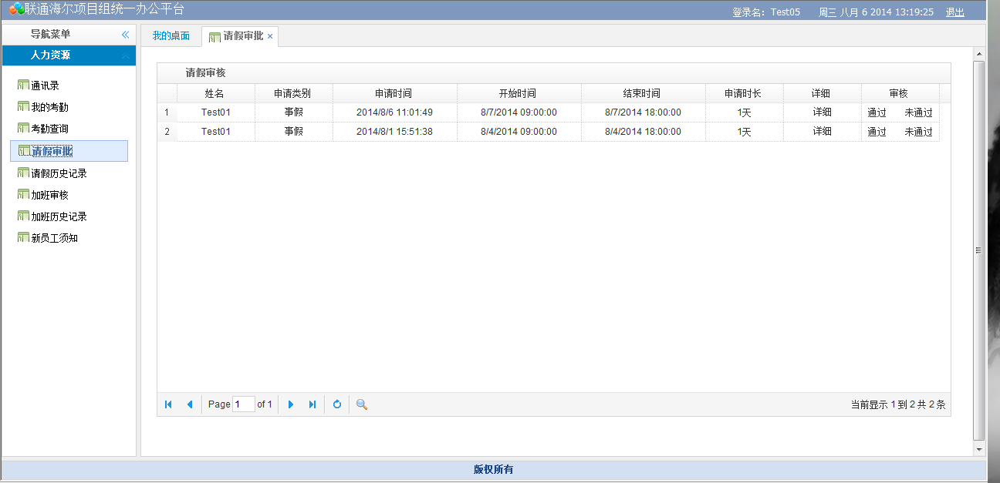 联通海尔项目组统一办公平台
登录名：Test05 周三 八月 6 2014 13:19:25 退出
导航菜单
人力资源
通讯录
我的考勤
考勤查询
请假审批
请假历史记录
加班审核
加班历史记录
新员工须知
我的桌面 请假审批
请假审核
姓名 申请类别 申请时间 开始时间 结束时间 申请时长 详细 审核
1 Test01 事假 2014/8/6 11:01:49 8/7/2014 09:00:00 8/7/2014 18:00:00 1天 详细 通过 未通过
2 Test01 事假 2014/8/1 15:51:38 8/4/2014 09:00:00 8/4/2014 18:00:00 1天 详细 通过 未通过
Page 1 of 1 当前显示 1 到 2 共 2 条
版权所有